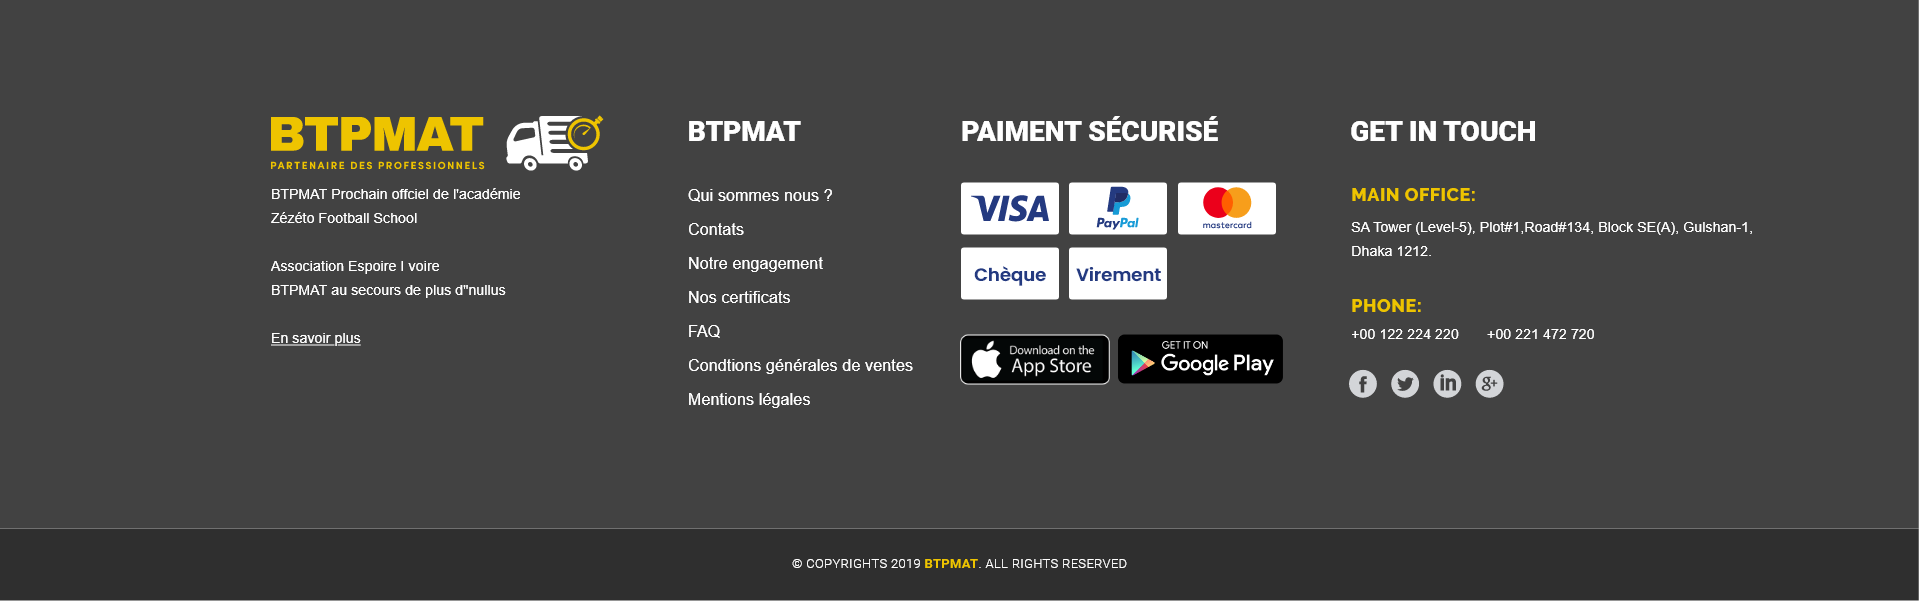 BTPMAT
PARTENAIRE DES PROFESSIONNELS
BTPMAT Prochain offciel de l'académie
Zézéto Football School
Association Espoire I voire
BTPMAT au secours de plus d"nullus
En savoir plus
BTPMAT
Qui sommes nous ?
Contats
Notre engagement
Nos certificats
FAQ
Condtions générales de ventes
Mentions légales
PAIMENT SÉCURISÉ
VISA
PayPal
mastercard
Chèque
Virement
Download on the
App Store
GET IT ON
Google Play
GET IN TOUCH
MAIN OFFICE:
SA Tower (Level-5), Plot#1,Road#134, Block SE(A), Gulshan-1,
Dhaka 1212.
PHONE:
+00 122 224 220 +00 221 472 720
f in g+
© COPYRIGHTS 2019 BTPMAT. ALL RIGHTS RESERVED